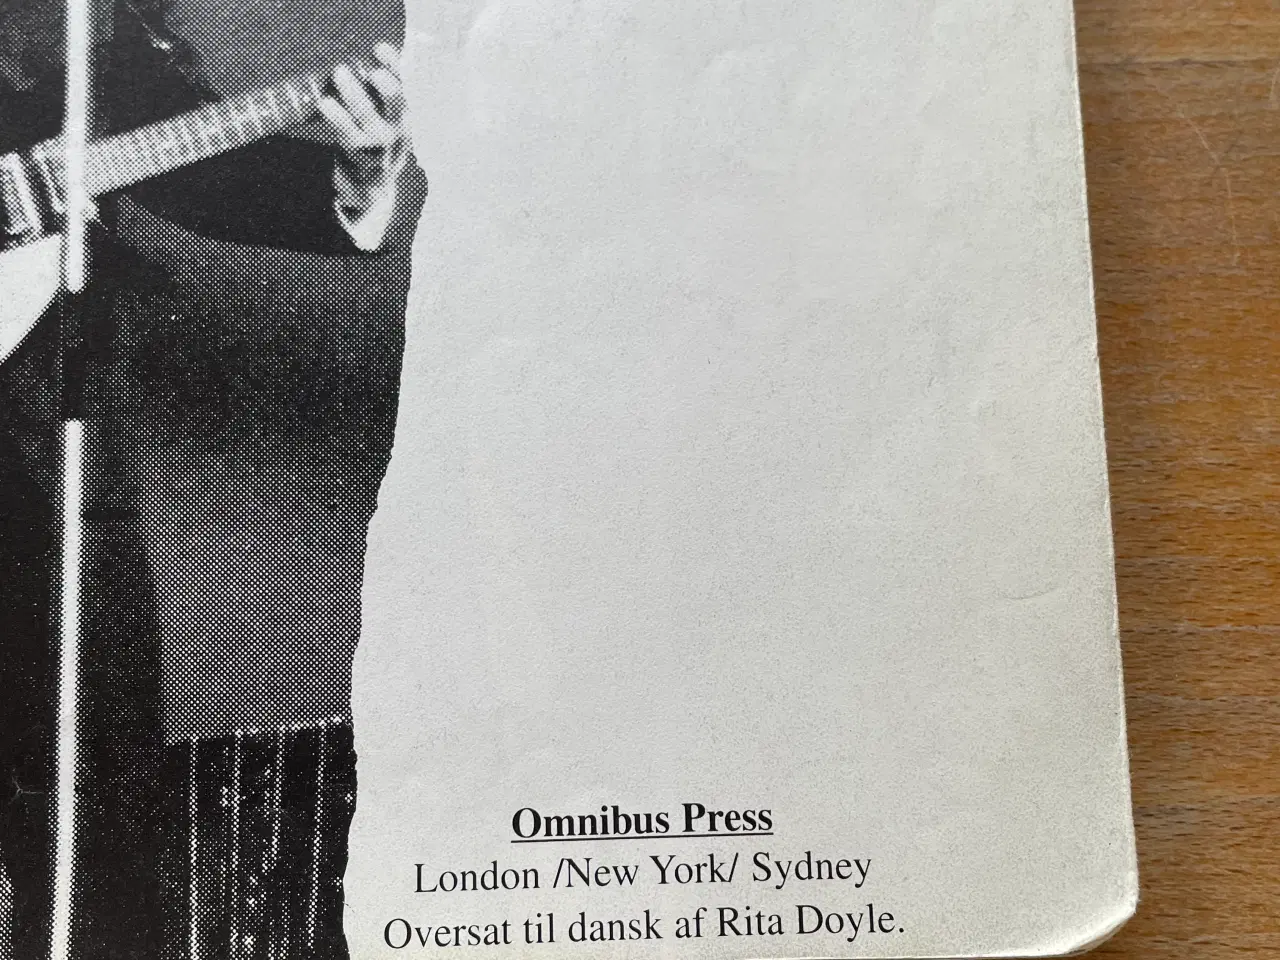 Omnibus Press
London /New York/ Sydney
Oversat til dansk af Rita Doyle.